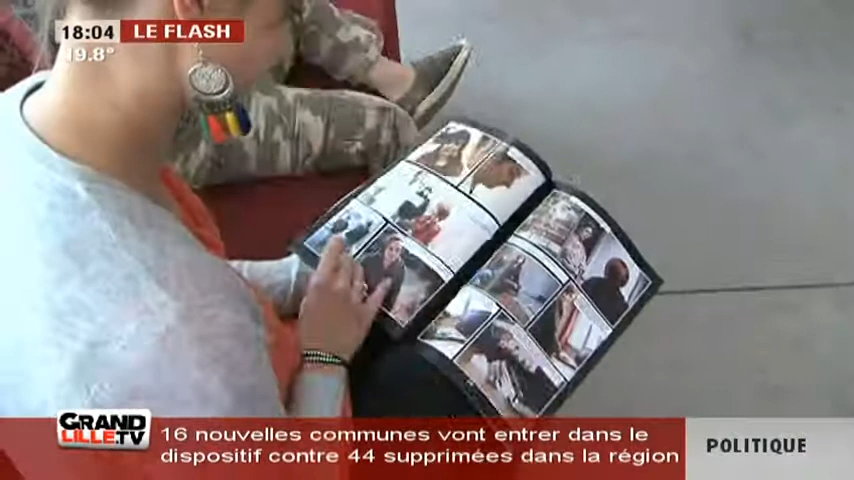 18:04 LE FLASH
19.8°
GRAND
LILLE.TV
16 nouvelles communes vont entrer dans le
dispositif contre 44 supprimées dans la région
POLITIQUE